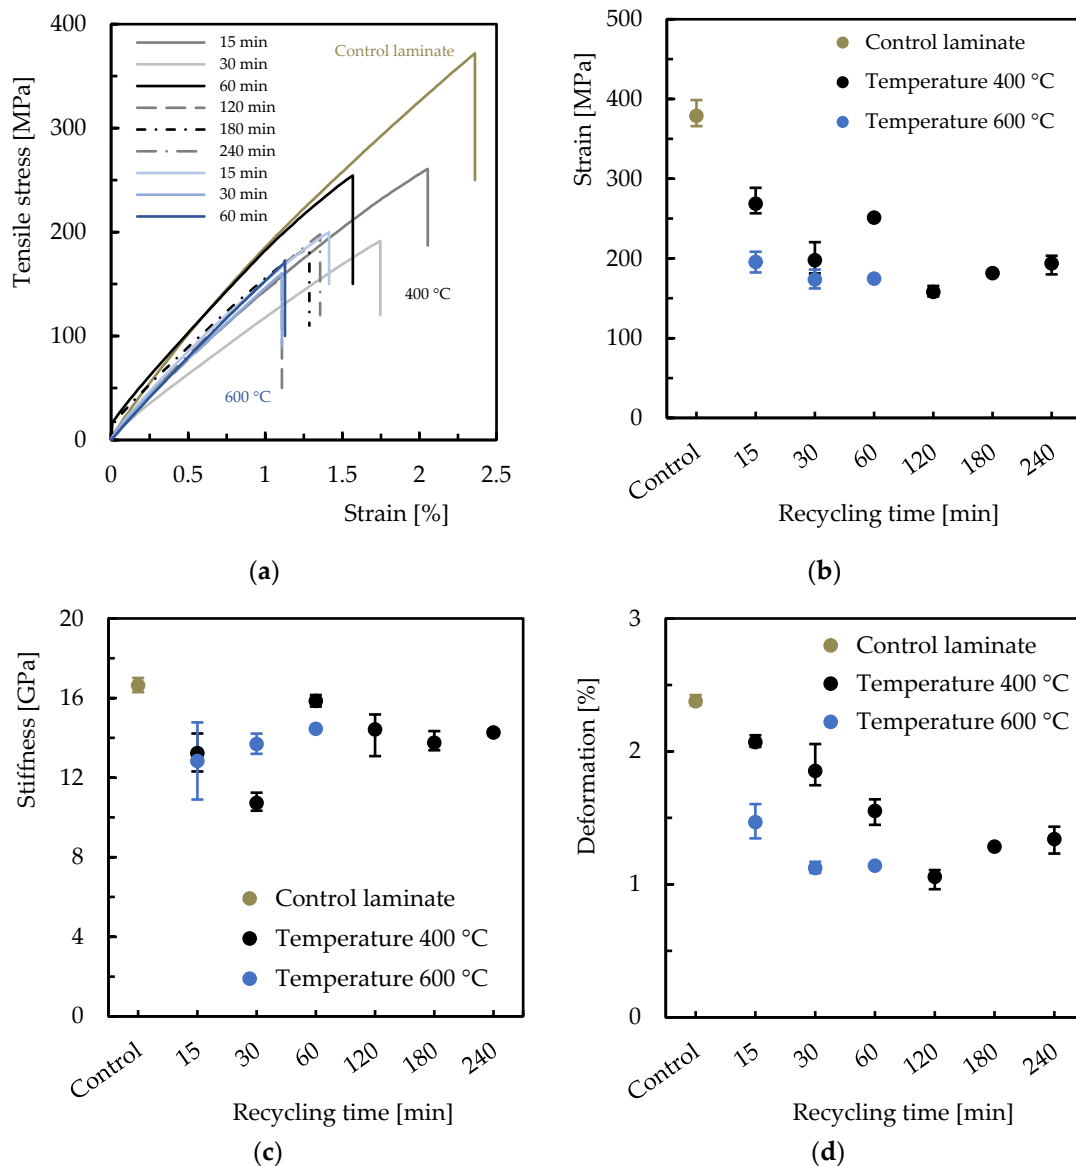 400
300
200
100
0
Tensile stress [MPa]
15 min
30 min
60 min
120 min
180 min
240 min
15 min
30 min
60 min
Control laminate
400 °C
600 °C
0
0.5
1
1.5
2
2.5
Strain [%]
(a)
500
400
300
200
100
0
Strain [MPa]
Control laminate
Temperature 400 °C
Temperature 600 °C
Control
15
30
60
120
180
240
Recycling time [min]
(b)
20
16
12
8
4
0
Stiffness [GPa]
Control laminate
Temperature 400 °C
Temperature 600 °C
Control
15
30
60
120
180
240
Recycling time [min]
(c)
3
2
1
0
Deformation [%]
Control laminate
Temperature 400 °C
Temperature 600 °C
Control
15
30
60
120
180
240
Recycling time [min]
(d)